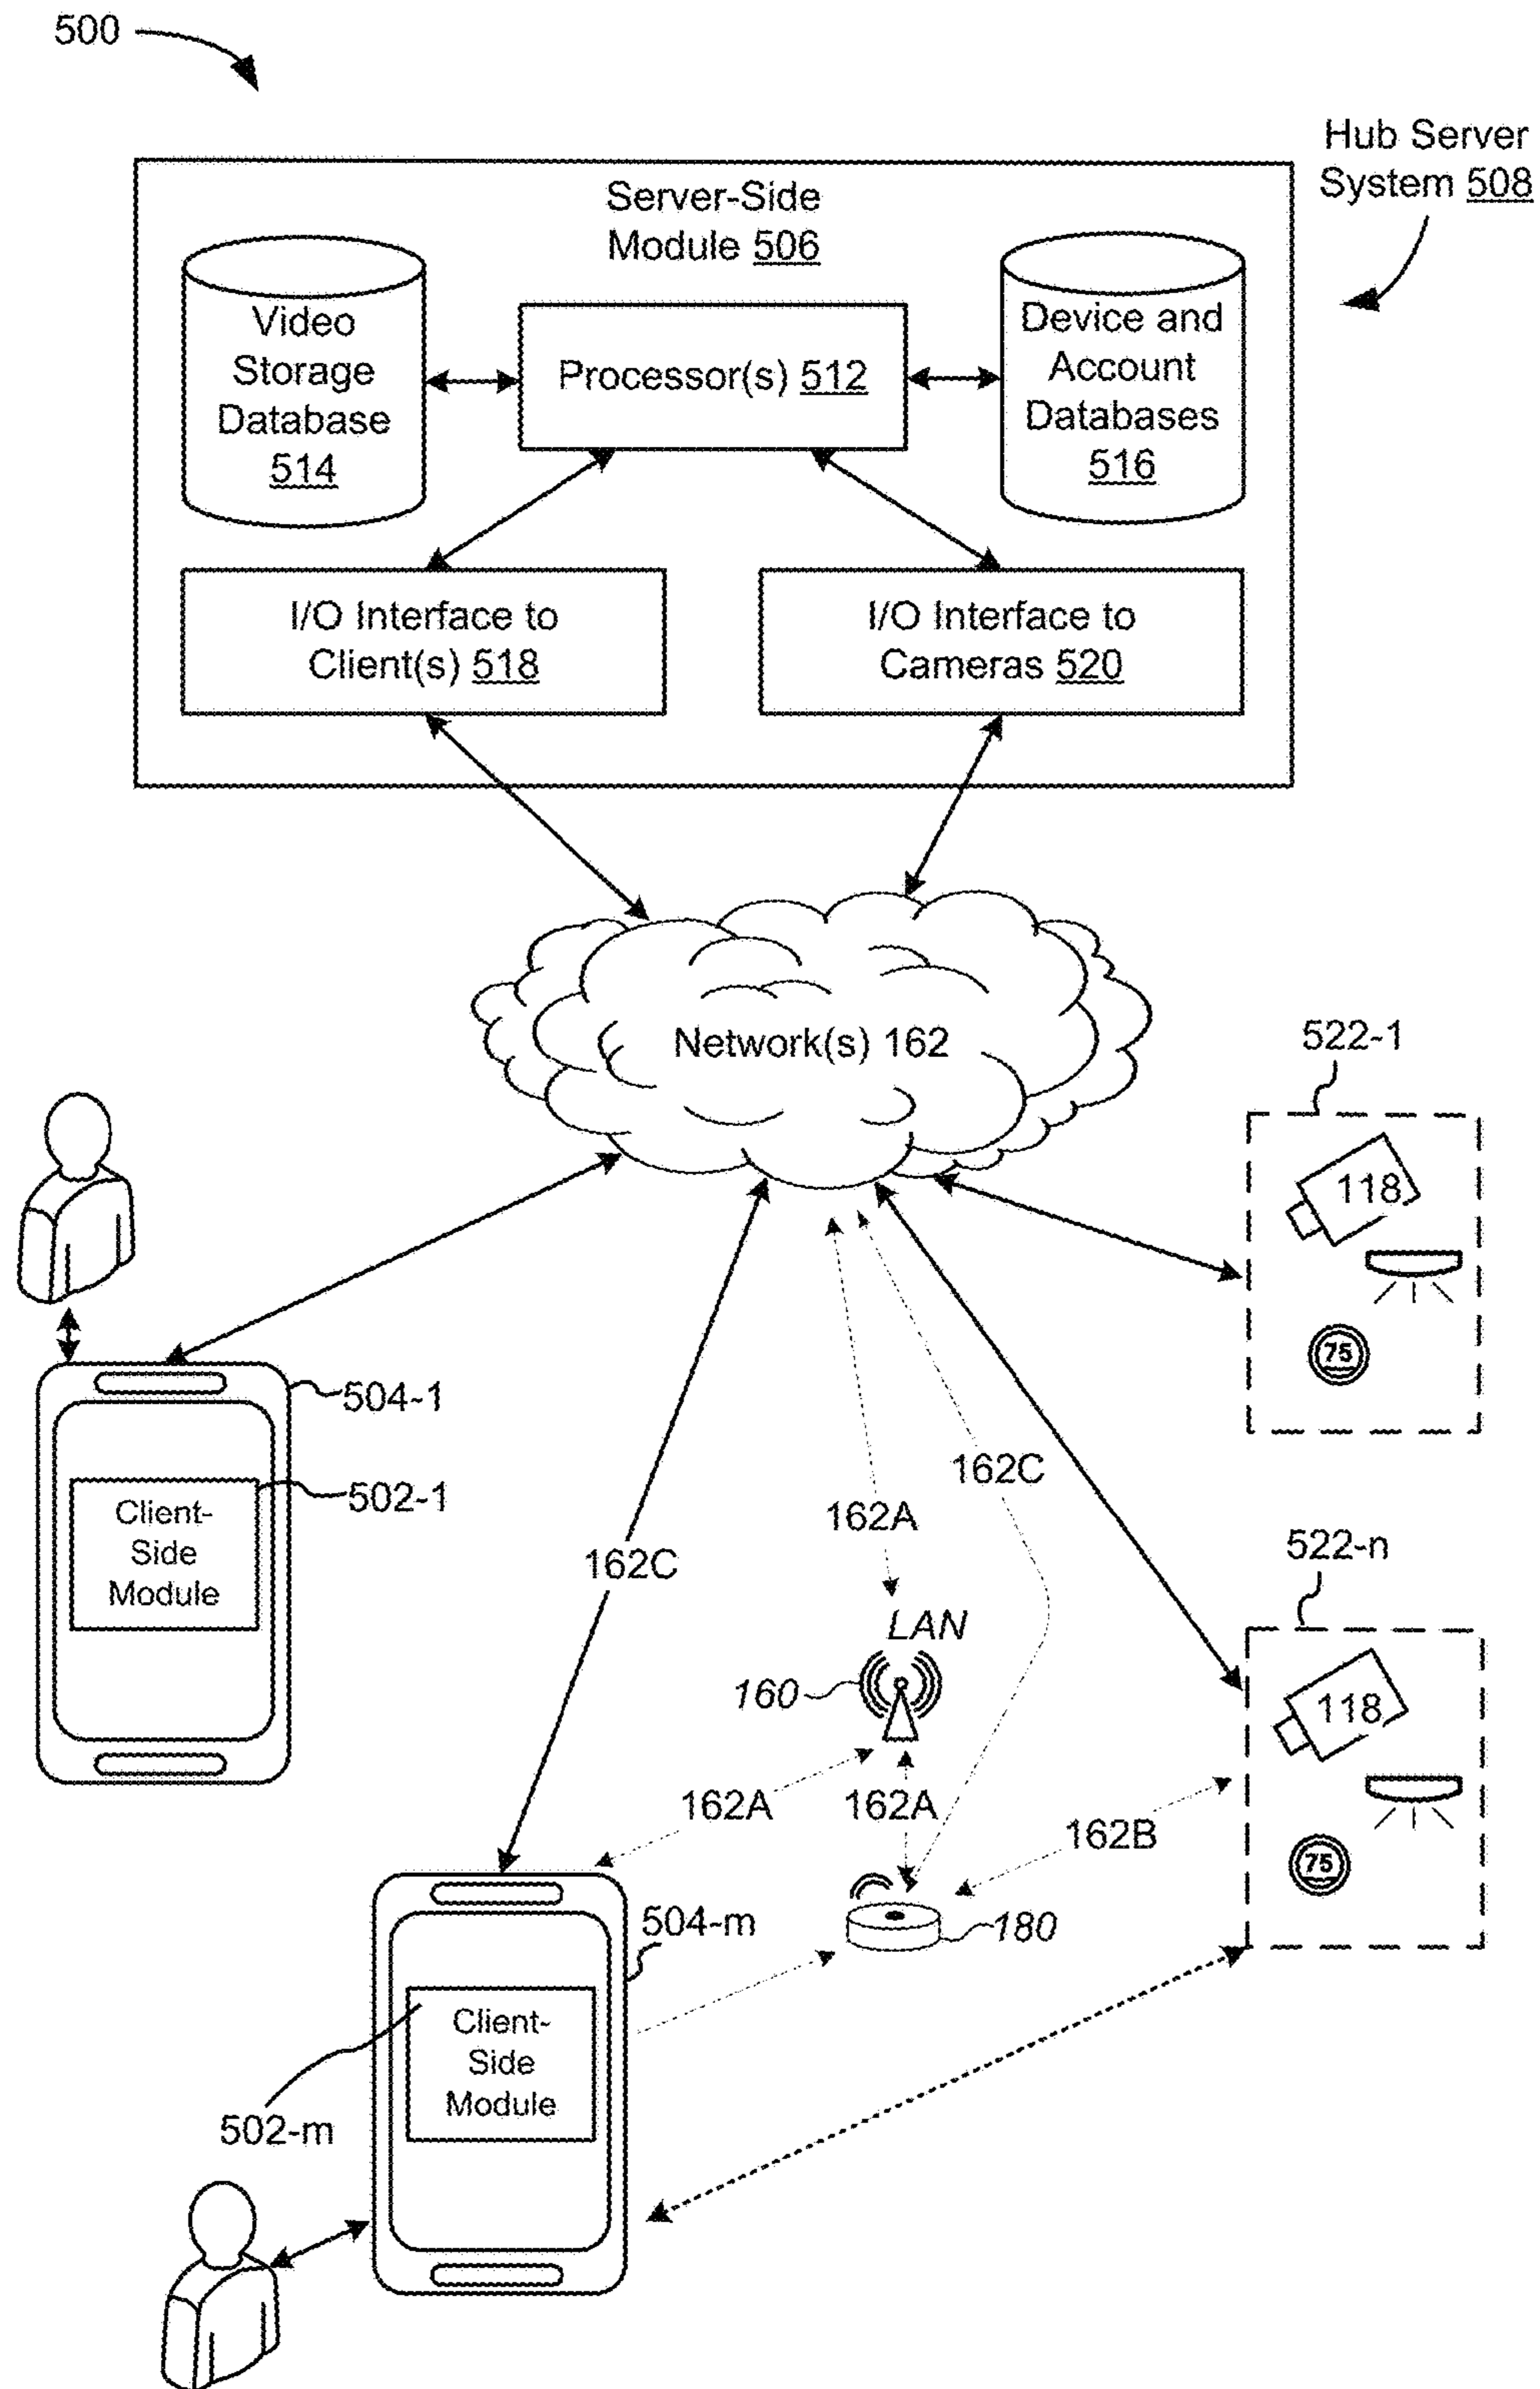 500
Hub Server
System 508
Server-Side
Module 506
Video
Storage
Database
514
Processor(s) 512
Device and
Account
Databases
516
I/O Interface to
Client(s) 518
I/O Interface to
Cameras 520
Network(s) 162
522-1
118
75
504-1
502-1
Client-
Side
Module
162C
162A
162C
LAN
160
162A
162A
162B
522-n
118
75
180
504-m
Client-
Side
Module
502-m